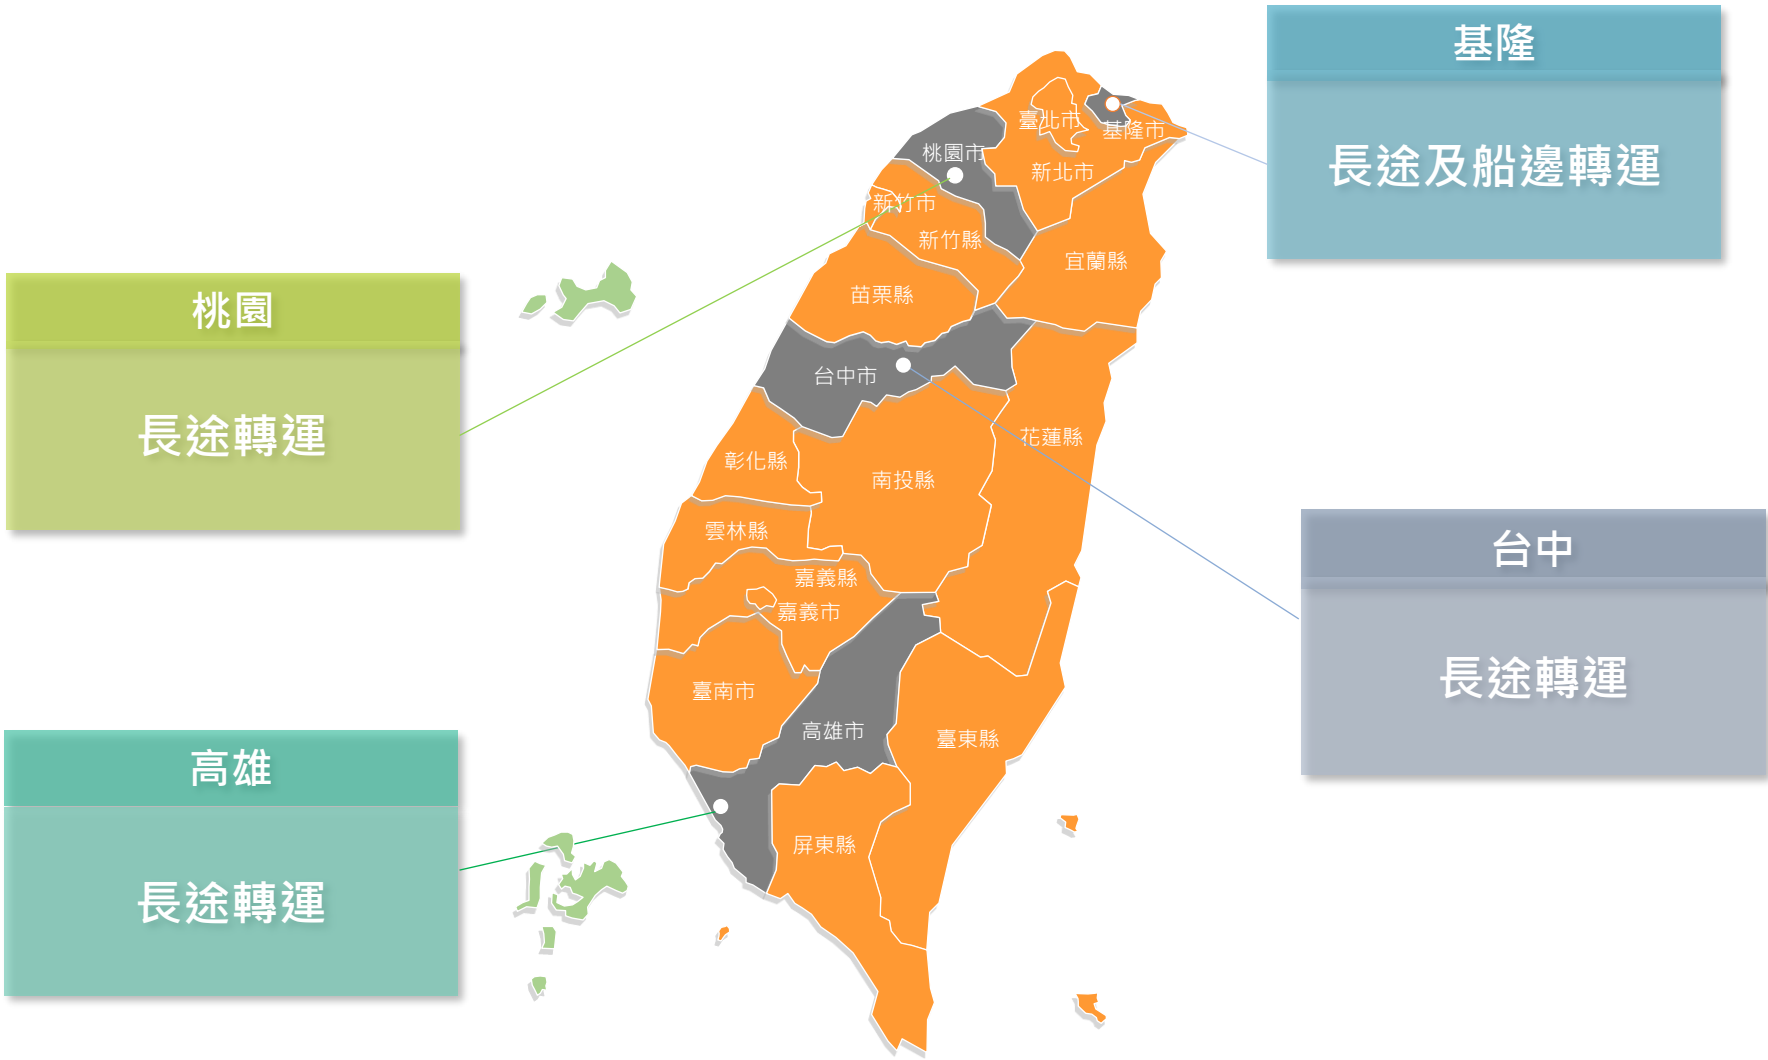 基隆
長途及船邊轉運
桃園
長途轉運
台中
長途轉運
高雄
長途轉運
臺北市
基隆市
桃園市
新北市
新竹市
新竹縣
宜蘭縣
苗栗縣
台中市
花蓮縣
彰化縣
南投縣
雲林縣
嘉義縣
嘉義市
臺南市
高雄市
臺東縣
屏東縣